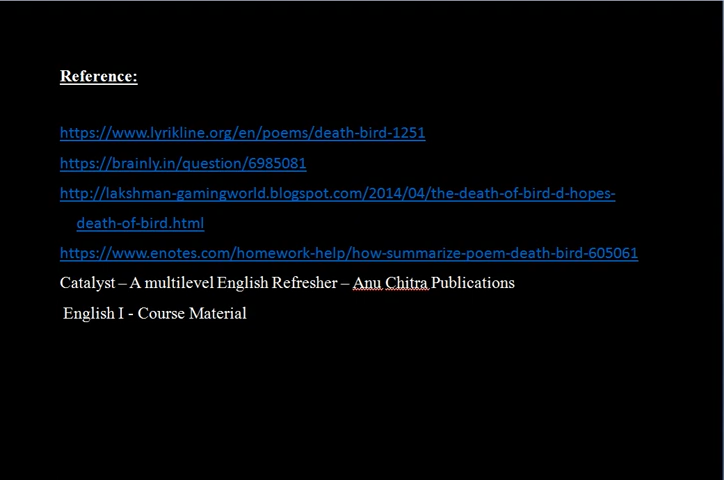 Reference:
https://www.lyrikline.org/en/poems/death-bird-1251
https://brainly.in/question/6985081
http://lakshman-gamingworld.blogspot.com/2014/04/the-death-of-bird-d-hopes-
death-of-bird.html
https://www.enotes.com/homework-help/how-summarize-poem-death-bird-605061
Catalyst – A multilevel English Refresher – Anu Chitra Publications
English I - Course Material